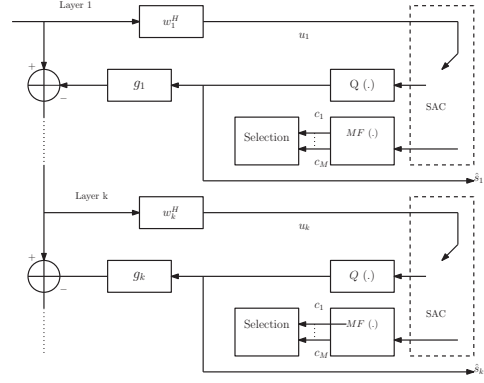 Layer 1
w_1^H
u_1
+
−
g_1
Q (.)
SAC
Selection
c_1
c_M
MF (.)
ŝ_1
Layer k
w_k^H
u_k
+
−
g_k
Q (.)
SAC
Selection
c_1
c_M
MF (.)
ŝ_k